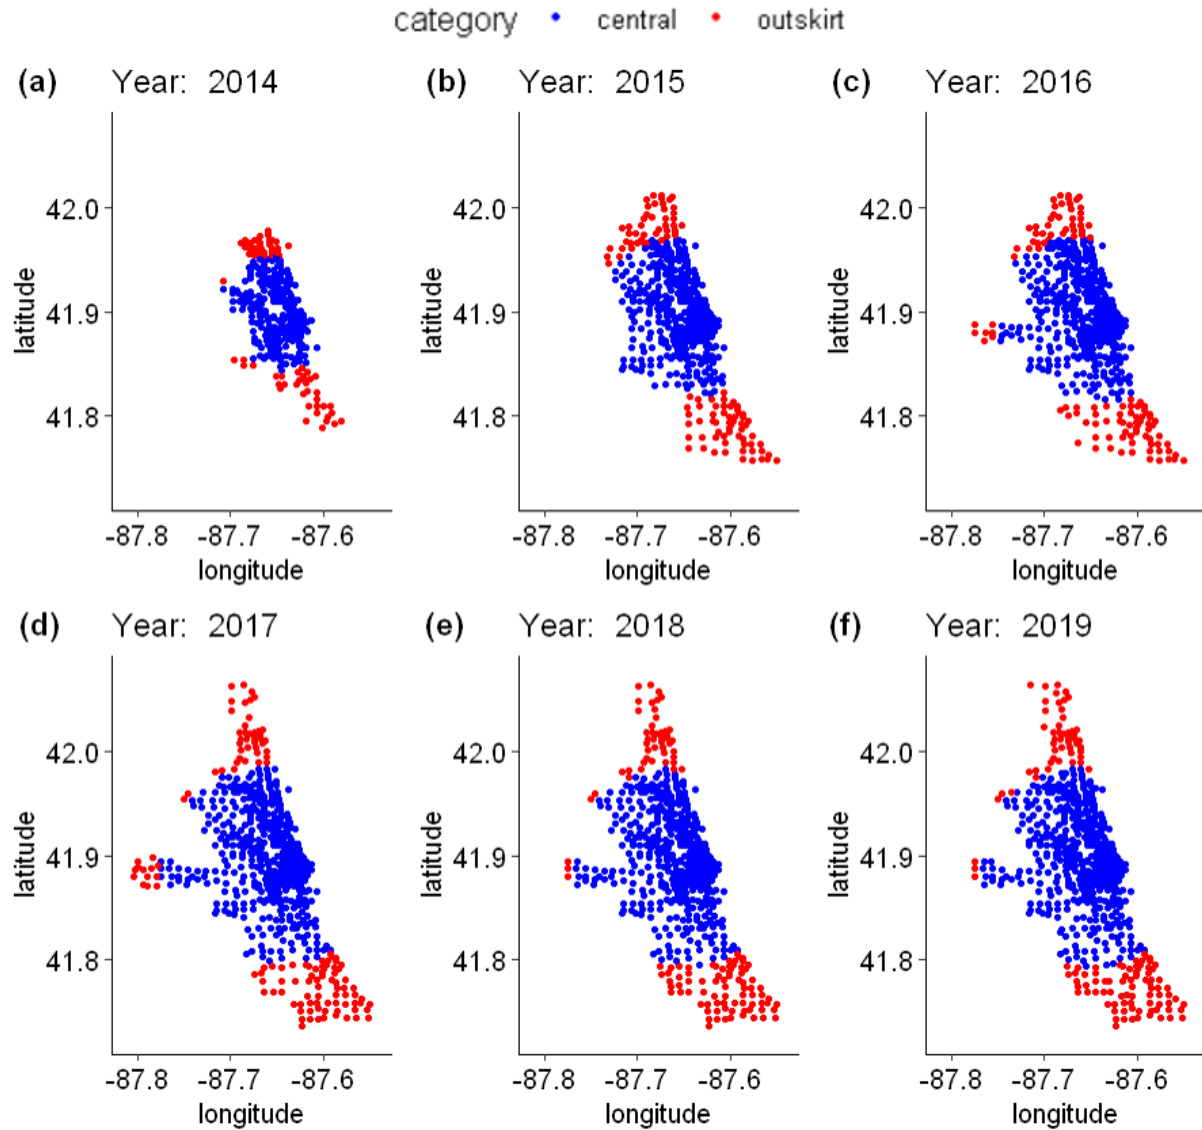 category central outskirt
(a) Year: 2014 (b) Year: 2015 (c) Year: 2016
42.0 42.0 42.0
41.9 41.9 41.9
41.8 41.8 41.8
latitude latitude latitude
-87.8 -87.7 -87.6 -87.8 -87.7 -87.6 -87.8 -87.7 -87.6
longitude longitude longitude
(d) Year: 2017 (e) Year: 2018 (f) Year: 2019
42.0 42.0 42.0
41.9 41.9 41.9
41.8 41.8 41.8
latitude latitude latitude
-87.8 -87.7 -87.6 -87.8 -87.7 -87.6 -87.8 -87.7 -87.6
longitude longitude longitude